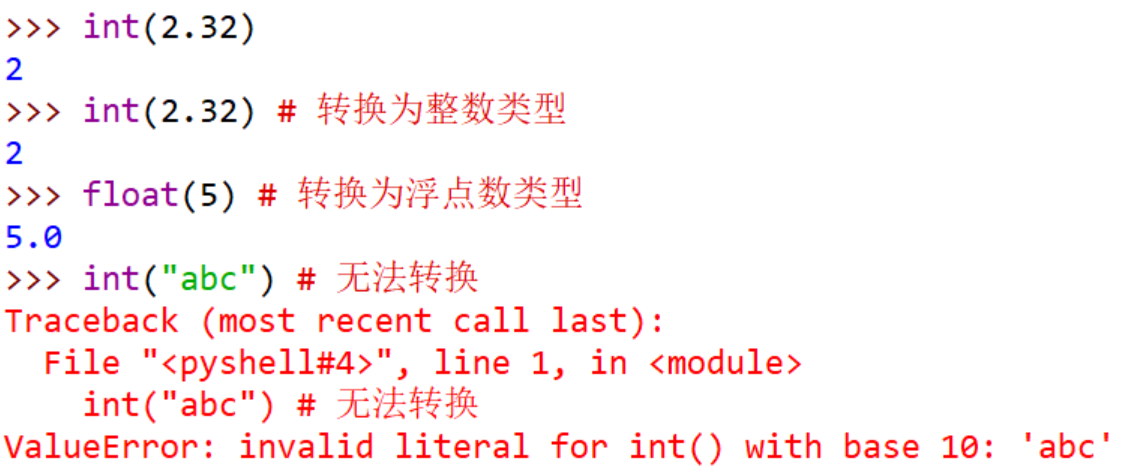 >>> int(2.32)
2
>>> int(2.32) # 转换为整数类型
2
>>> float(5) # 转换为浮点数类型
5.0
>>> int("abc") # 无法转换
Traceback (most recent call last):
  File "<pyshell#4>", line 1, in <module>
    int("abc") # 无法转换
ValueError: invalid literal for int() with base 10: 'abc'